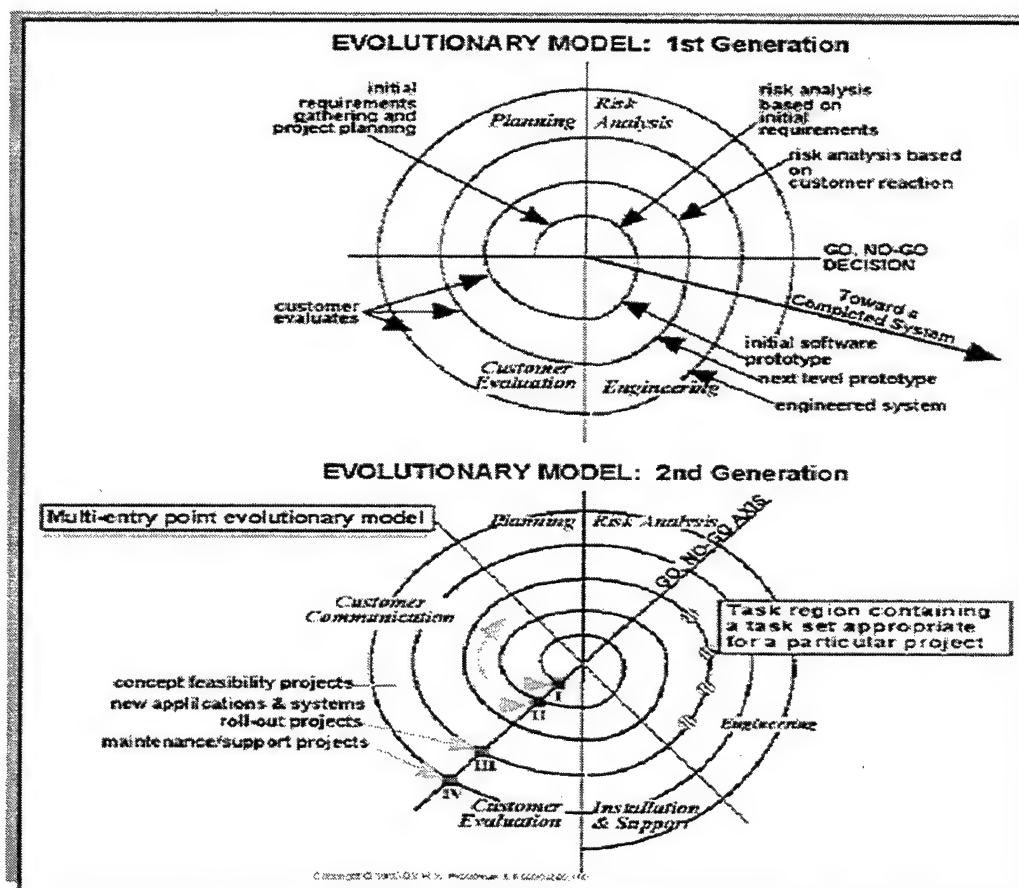 EVOLUTIONARY MODEL: 1st Generation
initial
requirements
gathering and
project planning
Planning
Risk
Analysis
risk analysis
based on
initial
requirements
risk analysis based
on
customer reaction
GO, NO-GO
DECISION
Toward a
Completed System
customer
evaluates
initial software
prototype
next level prototype
engineered system
Customer
Evaluation
Engineering
EVOLUTIONARY MODEL: 2nd Generation
Multi-entry point evolutionary model
Planning
Risk Analysis
GO, NO-GO AXIS
Customer
Communication
Task region containing
a task set appropriate
for a particular project
concept feasibility projects
new applications & systems
roll-out projects
maintenance/support projects
I
II
III
IV
Engineering
Customer
Evaluation
Installation
& Support